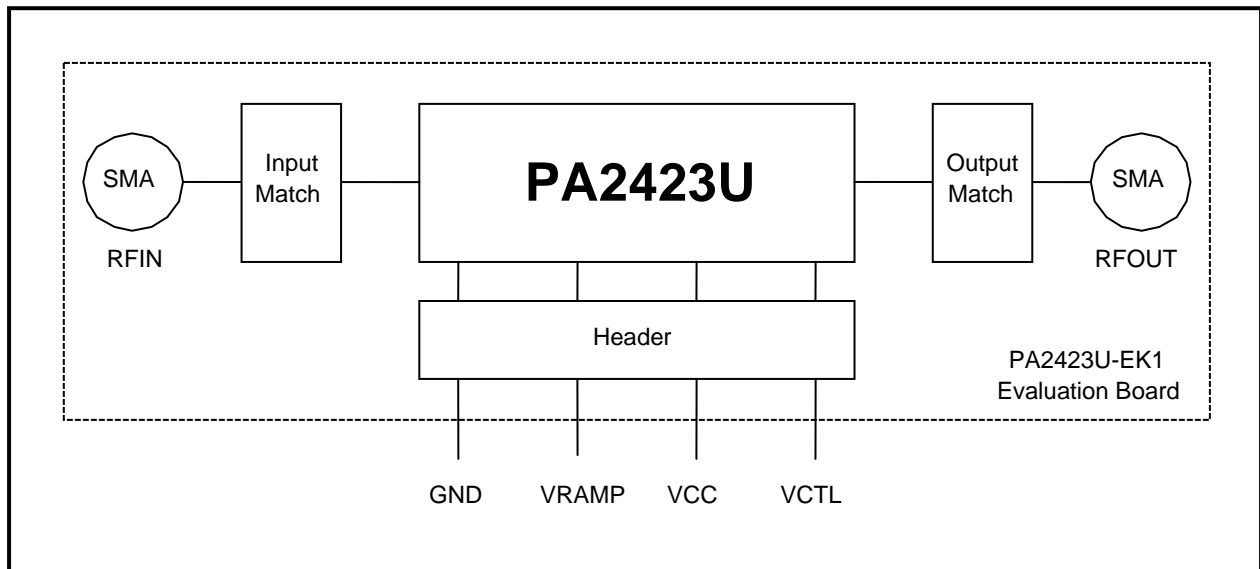 SMA
Input
Match
PA2423U
Output
Match
SMA
RFIN
RFOUT
Header
PA2423U-EK1
Evaluation Board
GND
VRAMP
VCC
VCTL